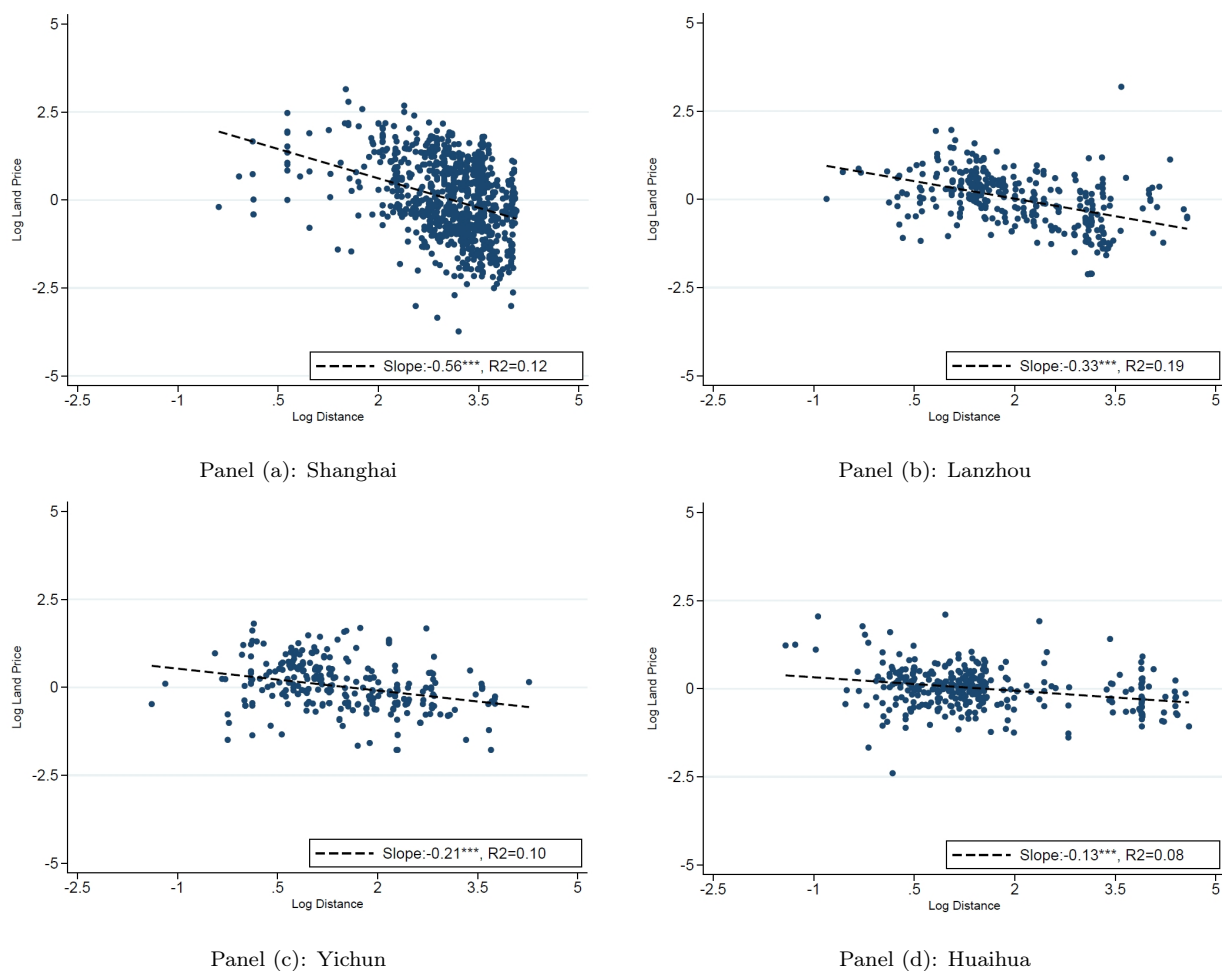 5
2.5
0
-2.5
-5
Log Land Price
-2.5 -1 .5 2 3.5 5
Log Distance
Slope:-0.56***, R2=0.12
Panel (a): Shanghai
5
2.5
0
-2.5
-5
Log Land Price
-2.5 -1 .5 2 3.5 5
Log Distance
Slope:-0.33***, R2=0.19
Panel (b): Lanzhou
5
2.5
0
-2.5
-5
Log Land Price
-2.5 -1 .5 2 3.5 5
Log Distance
Slope:-0.21***, R2=0.10
Panel (c): Yichun
5
2.5
0
-2.5
-5
Log Land Price
-2.5 -1 .5 2 3.5 5
Log Distance
Slope:-0.13***, R2=0.08
Panel (d): Huaihua